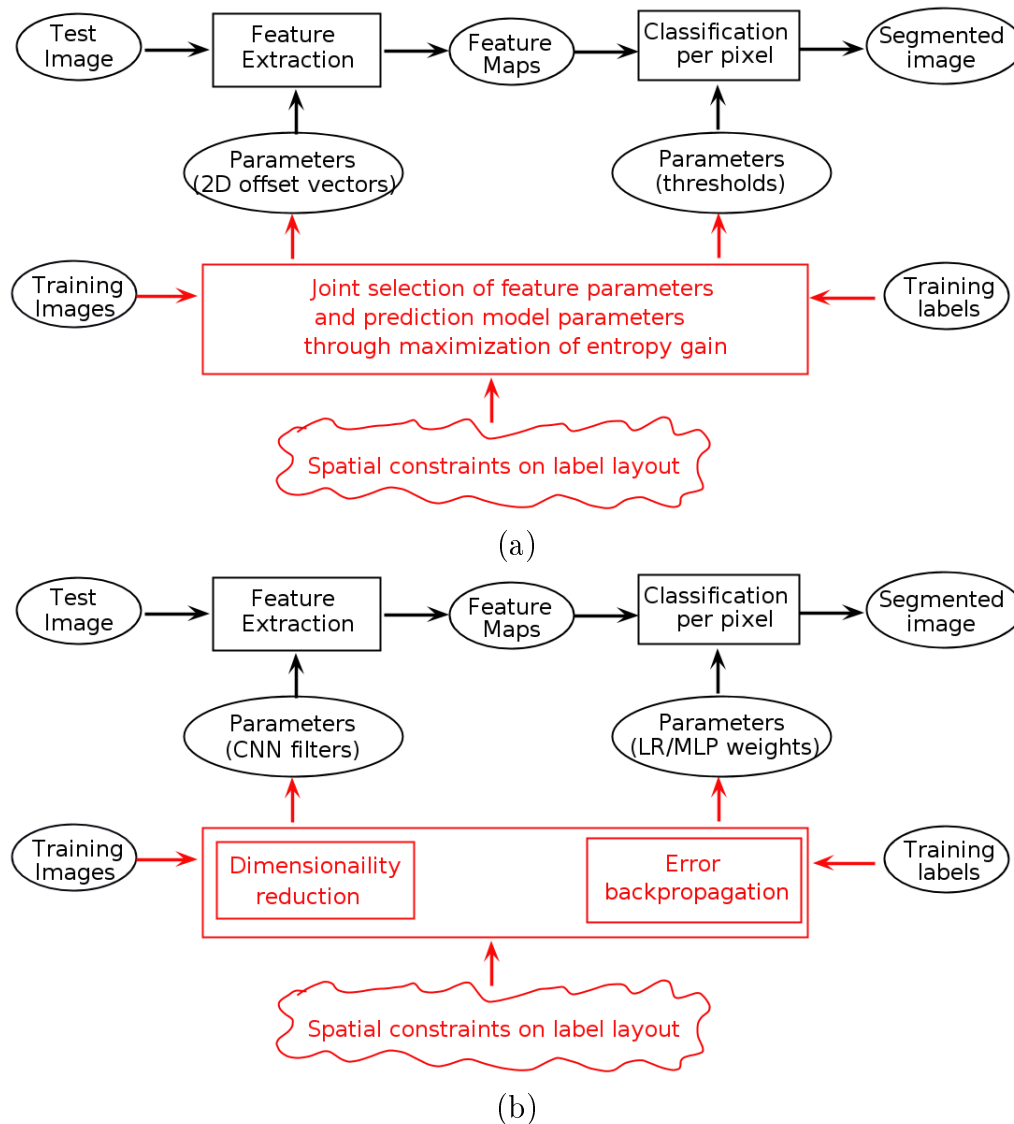 Test
Image
Feature
Extraction
Feature
Maps
Classification
per pixel
Segmented
image
Parameters
(2D offset vectors)
Parameters
(thresholds)
Training
Images
Joint selection of feature parameters
and prediction model parameters
through maximization of entropy gain
Training
labels
Spatial constraints on label layout
(a)
Test
Image
Feature
Extraction
Feature
Maps
Classification
per pixel
Segmented
image
Parameters
(CNN filters)
Parameters
(LR/MLP weights)
Training
Images
Dimensionaility
reduction
Error
backpropagation
Training
labels
Spatial constraints on label layout
(b)